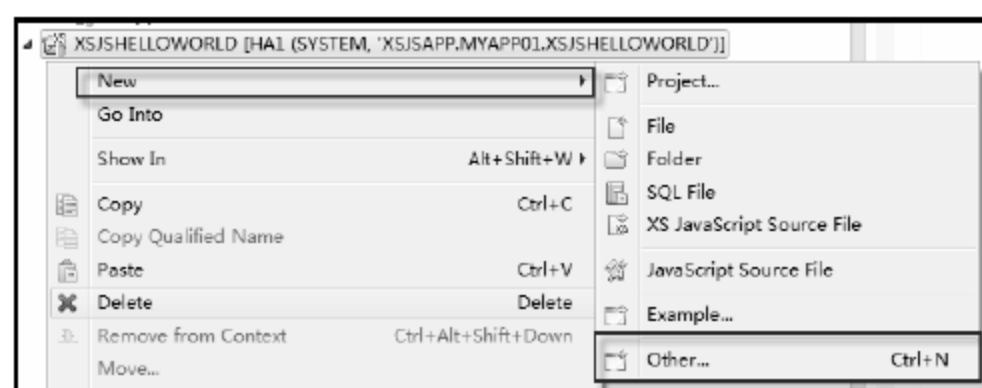 XSJSHELLOWORLD [HA1 (SYSTEM, 'XSJSAPP.MYAPP01.XSJSHELLOWORLD')]
New
Go Into
Show In Alt+Shift+W
Copy Ctrl+C
Copy Qualified Name
Paste Ctrl+V
Delete Delete
Remove from Context Ctrl+Alt+Shift+Down
Move...
Project...
File
Folder
SQL File
XS JavaScript Source File
JavaScript Source File
Example...
Other... Ctrl+N